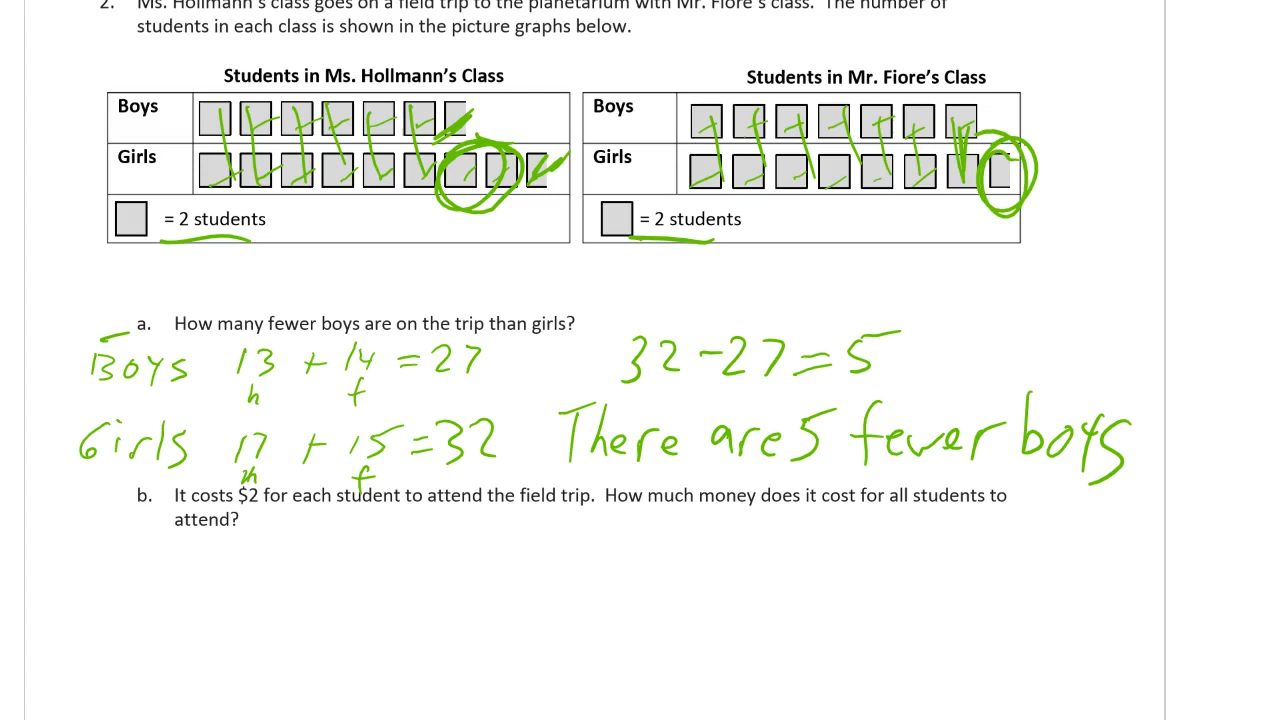 2. Ms. Hollmann's class goes on a field trip to the planetarium with Mr. Fiore's class. The number of
students in each class is shown in the picture graphs below.
Students in Ms. Hollmann's Class
Boys
Girls
= 2 students
Students in Mr. Fiore's Class
Boys
Girls
= 2 students
a. How many fewer boys are on the trip than girls?
Boys 13 + 14 = 27
h f
Girls 17 + 15 = 32
h f
32 - 27 = 5
There are 5 fewer boys
b. It costs $2 for each student to attend the field trip. How much money does it cost for all students to
attend?